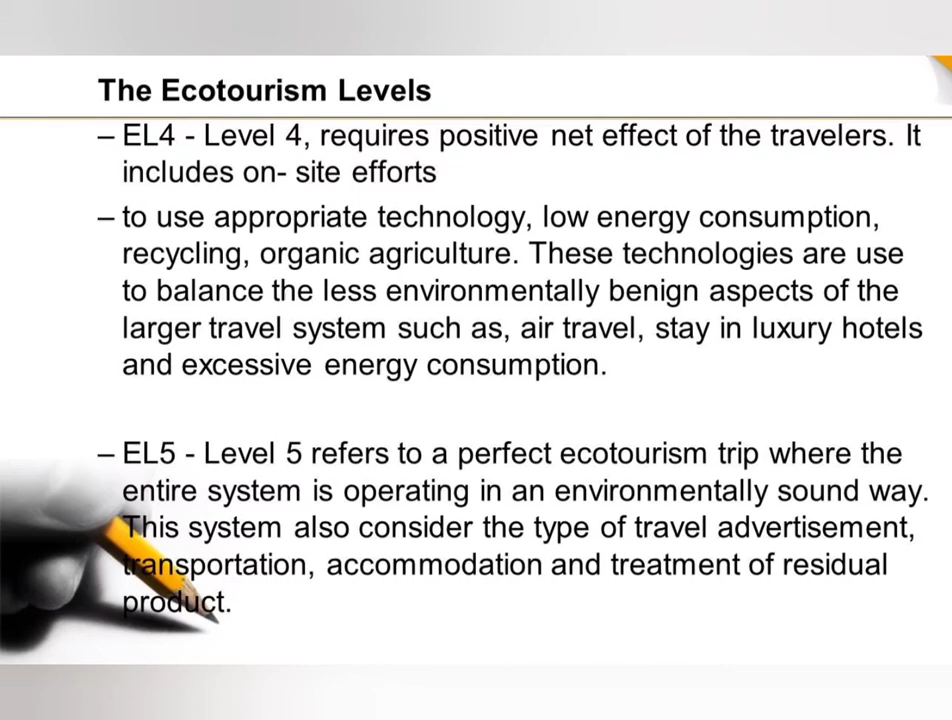 The Ecotourism Levels
– EL4 - Level 4, requires positive net effect of the travelers. It
includes on- site efforts
– to use appropriate technology, low energy consumption,
recycling, organic agriculture. These technologies are use
to balance the less environmentally benign aspects of the
larger travel system such as, air travel, stay in luxury hotels
and excessive energy consumption.
– EL5 - Level 5 refers to a perfect ecotourism trip where the
entire system is operating in an environmentally sound way.
This system also consider the type of travel advertisement,
transportation, accommodation and treatment of residual
product.